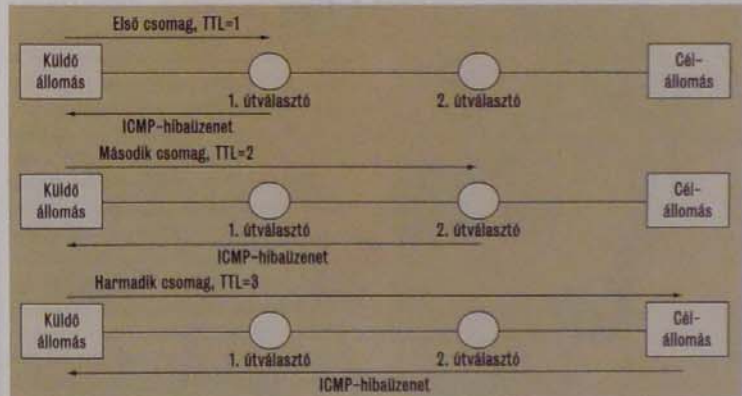 Első csomag, TTL=1
Küldő
állomás
Cél-
állomás
1. útválasztó
2. útválasztó
ICMP-hibaüzenet
Második csomag, TTL=2
Küldő
állomás
Cél-
állomás
1. útválasztó
2. útválasztó
ICMP-hibaüzenet
Harmadik csomag, TTL=3
Küldő
állomás
Cél-
állomás
1. útválasztó
2. útválasztó
ICMP-hibaüzenet